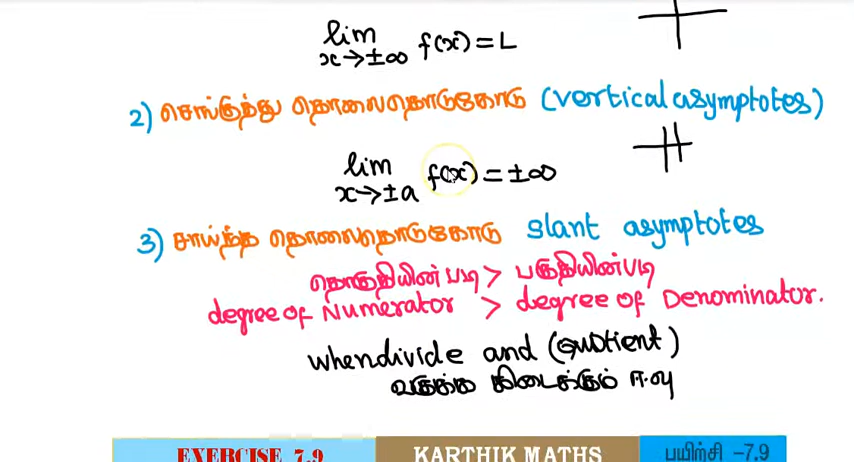 lim
x→±∞ f(x) = L
2) செங்குத்து தொலைதொடுகோடு (vertical asymptotes)
lim
x→±a f(x) = ±∞
3) சாய்ந்த தொலைதொடுகோடு slant asymptotes
தொகுதியின்படி > பகுதியின்படி
degree of Numerator > degree of Denominator.
when divide and (Quotient)
வகுக்க கிடைக்கும் ஈ.வு
EXERCISE 7.9 KARTHIK MATHS பயிற்சி -7.9